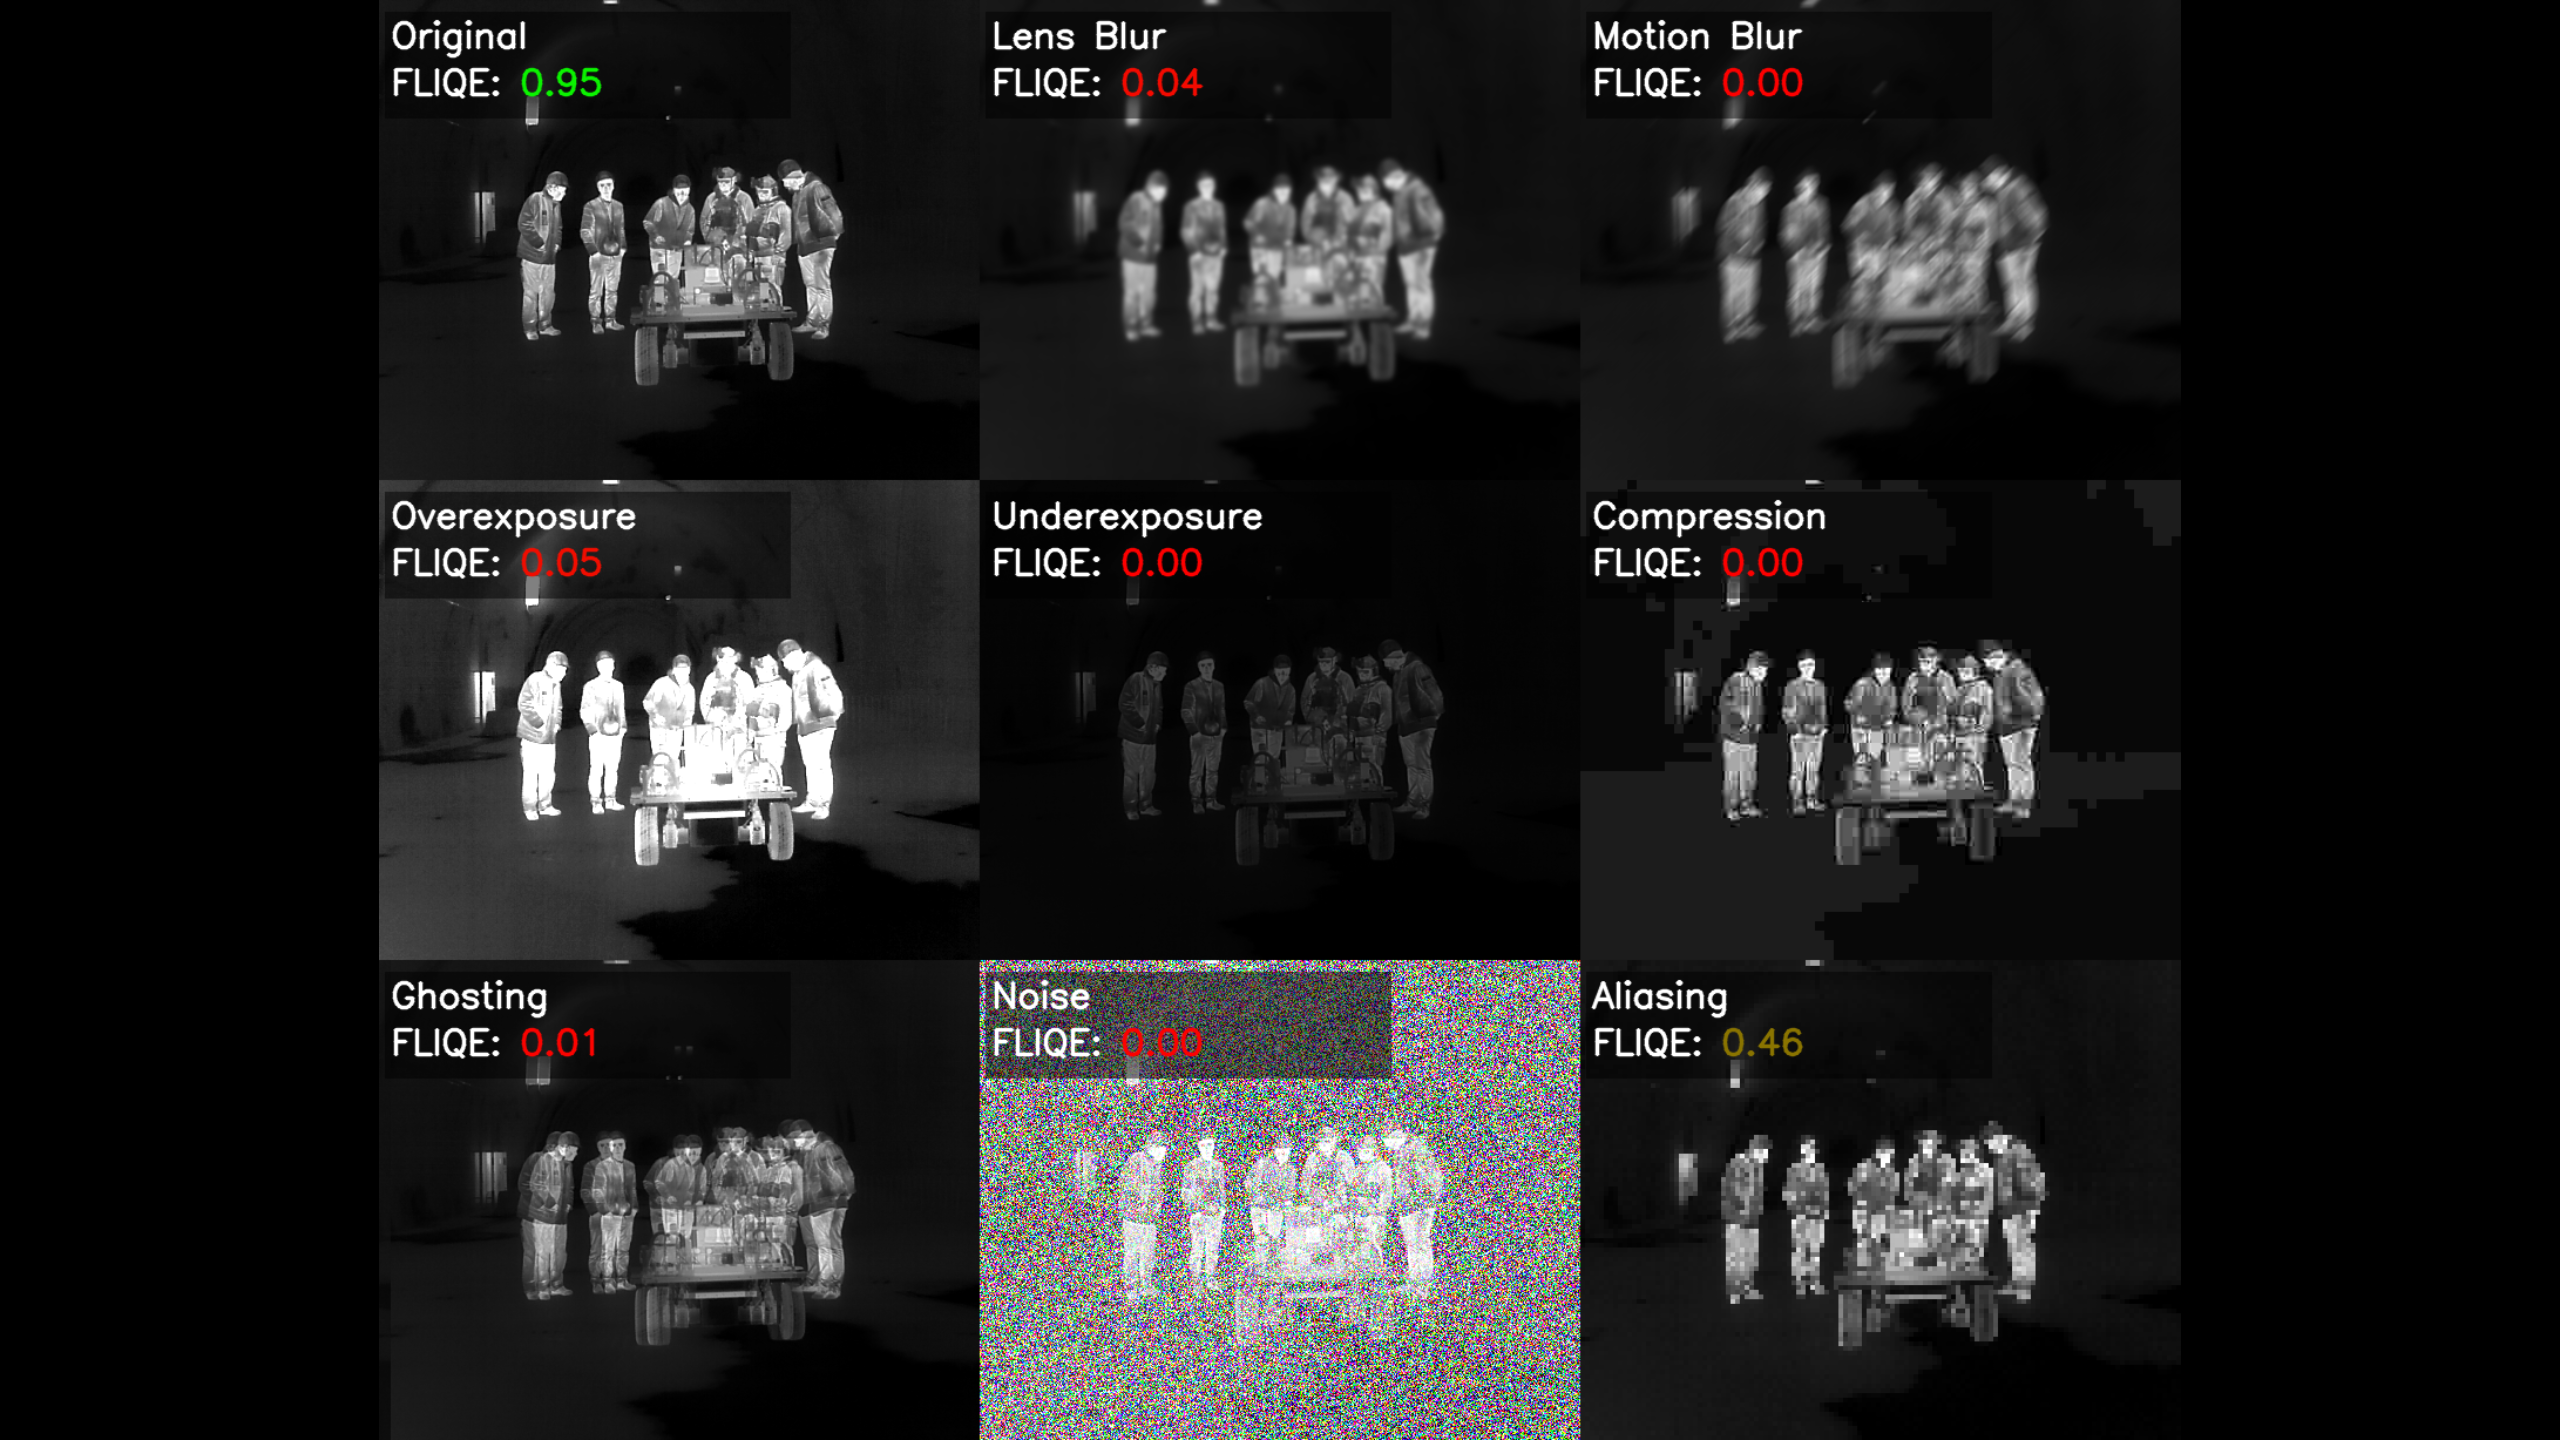 Original
FLIQE: 0.95
Lens Blur
FLIQE: 0.04
Motion Blur
FLIQE: 0.00
Overexposure
FLIQE: 0.05
Underexposure
FLIQE: 0.00
Compression
FLIQE: 0.00
Ghosting
FLIQE: 0.01
Noise
FLIQE: 0.00
Aliasing
FLIQE: 0.46